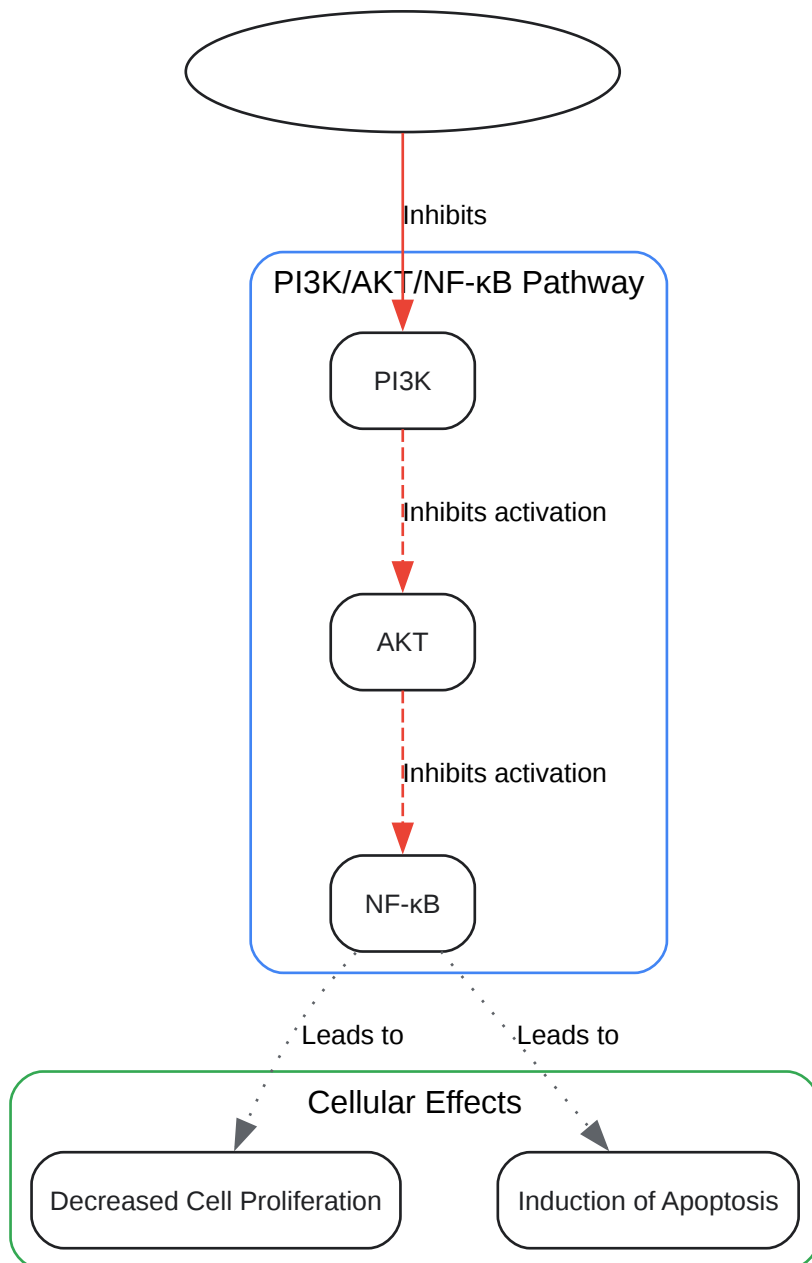 Inhibits
PI3K/AKT/NF-κB Pathway
PI3K
Inhibits activation
AKT
Inhibits activation
NF-κB
Leads to
Leads to
Cellular Effects
Decreased Cell Proliferation
Induction of Apoptosis